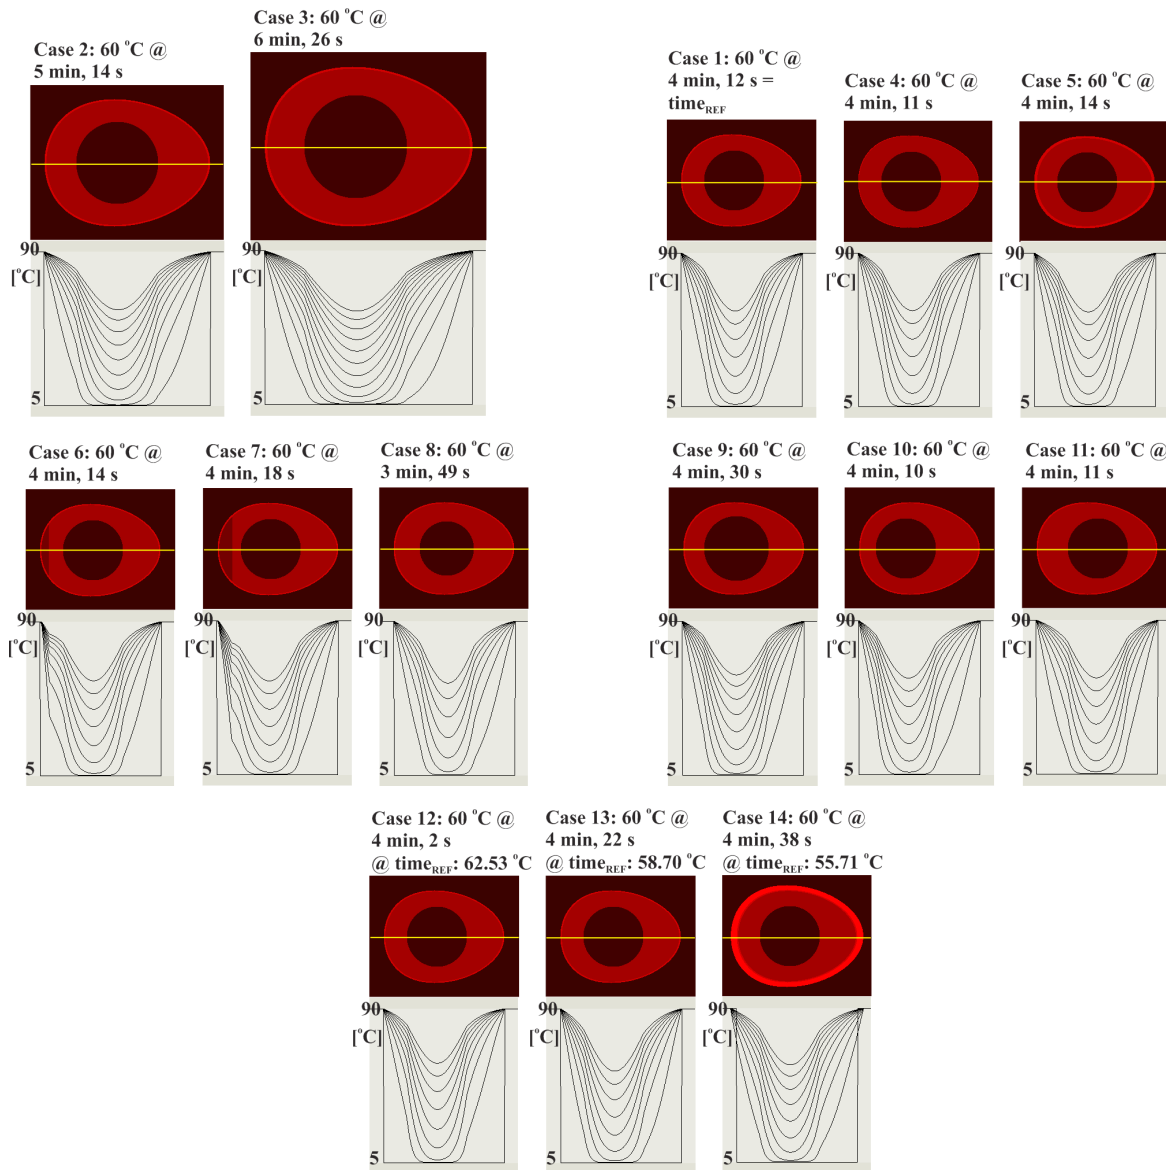 Case 2: 60 °C @
5 min, 14 s
Case 3: 60 °C @
6 min, 26 s
Case 1: 60 °C @
4 min, 12 s =
timeREF
Case 4: 60 °C @
4 min, 11 s
Case 5: 60 °C @
4 min, 14 s
90
[°C]
5
90
[°C]
5
90
[°C]
5
90
[°C]
5
90
[°C]
5
Case 6: 60 °C @
4 min, 14 s
Case 7: 60 °C @
4 min, 18 s
Case 8: 60 °C @
3 min, 49 s
Case 9: 60 °C @
4 min, 30 s
Case 10: 60 °C @
4 min, 10 s
Case 11: 60 °C @
4 min, 11 s
90
[°C]
5
90
[°C]
5
90
[°C]
5
90
[°C]
5
90
[°C]
5
90
[°C]
5
Case 12: 60 °C @
4 min, 2 s
@ timeREF: 62.53 °C
Case 13: 60 °C @
4 min, 22 s
@ timeREF: 58.70 °C
Case 14: 60 °C @
4 min, 38 s
@ timeREF: 55.71 °C
90
[°C]
5
90
[°C]
5
90
[°C]
5